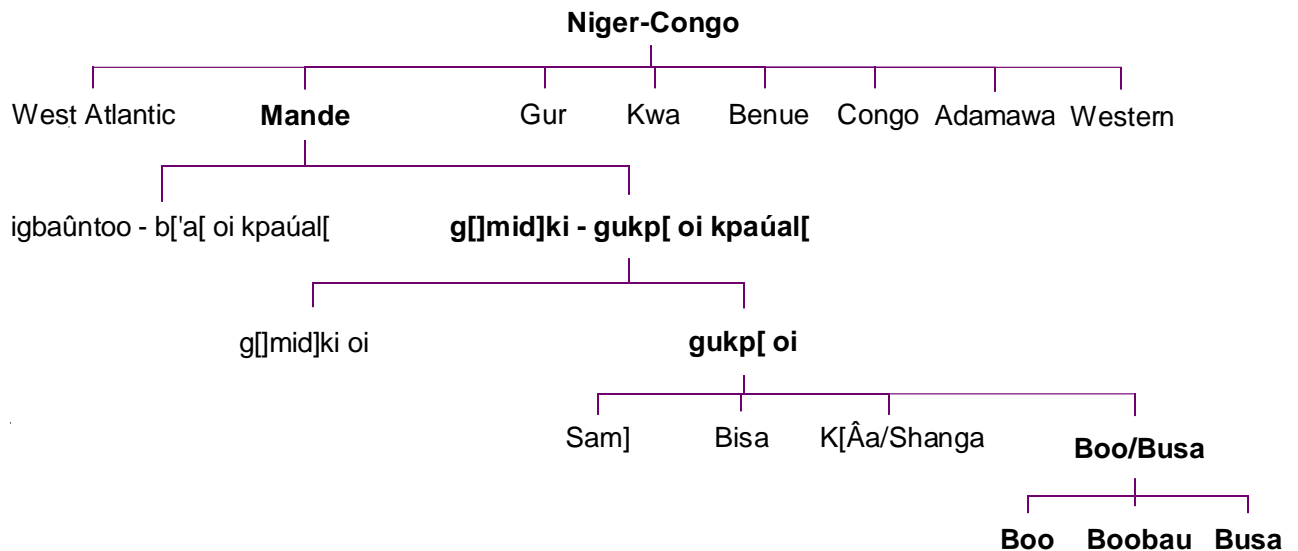 Niger-Congo
West Atlantic Mande Gur Kwa Benue Congo Adamawa Western
igbaûntoo - b['a[ oi kpaúal[ g[]mid]ki - gukp[ oi kpaúal[
g[]mid]ki oi gukp[ oi
Sam] Bisa K[Âa/Shanga Boo/Busa
Boo Boobau Busa